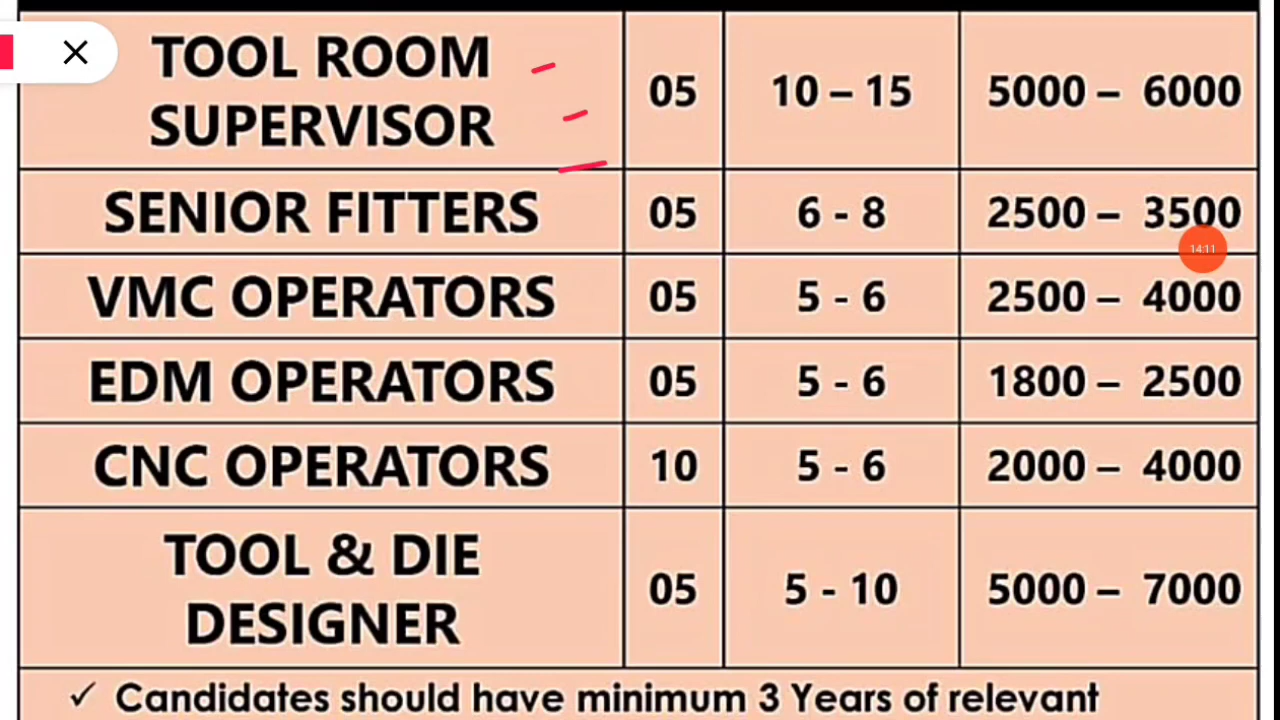 TOOL ROOM
SUPERVISOR 05 10 – 15 5000 – 6000
SENIOR FITTERS 05 6 - 8 2500 – 3500
14:11
VMC OPERATORS 05 5 - 6 2500 – 4000
EDM OPERATORS 05 5 - 6 1800 – 2500
CNC OPERATORS 10 5 - 6 2000 – 4000
TOOL & DIE
DESIGNER 05 5 - 10 5000 – 7000
✓ Candidates should have minimum 3 Years of relevant